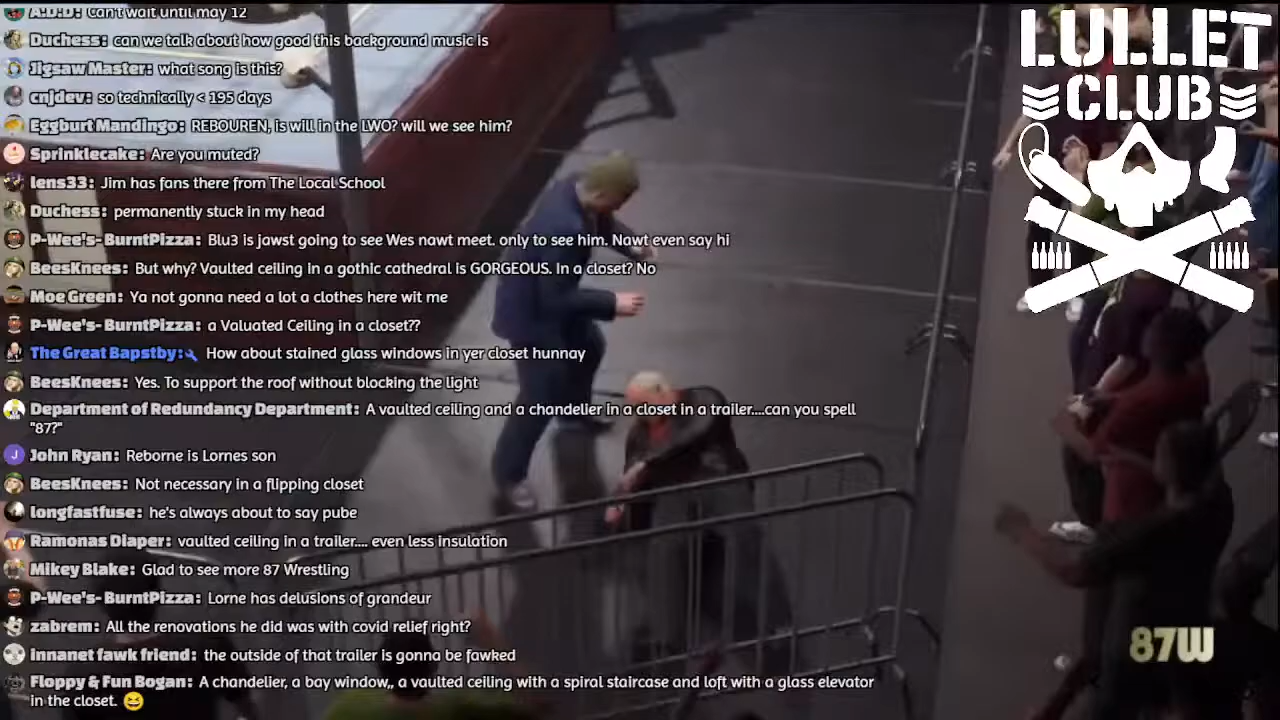 A.D.D: Can't wait until may 12
Duchess: can we talk about how good this background music is
Jigsaw Master: what song is this?
cnjdev: so technically < 195 days
Eggburt Mandingo: REBOUREN, is will in the LWO? will we see him?
Sprinklecake: Are you muted?
lens33: Jim has fans there from The Local School
Duchess: permanently stuck in my head
P-Wee's- BurntPizza: Blu3 is jawst going to see Wes nawt meet. only to see him. Nawt even say hi
BeesKnees: But why? Vaulted ceiling in a gothic cathedral is GORGEOUS. In a closet? No
Moe Green: Ya not gonna need a lot a clothes here wit me
P-Wee's- BurntPizza: a Valuated Ceiling in a closet??
The Great Bapstby: How about stained glass windows in yer closet hunnay
BeesKnees: Yes. To support the roof without blocking the light
Department of Redundancy Department: A vaulted ceiling and a chandelier in a closet in a trailer....can you spell
"87?"
John Ryan: Reborne is Lornes son
BeesKnees: Not necessary in a flipping closet
longfastfuse: he's always about to say pube
Ramonas Diaper: vaulted ceiling in a trailer.... even less insulation
Mikey Blake: Glad to see more 87 Wrestling
P-Wee's- BurntPizza: Lorne has delusions of grandeur
zabrem: All the renovations he did was with covid relief right?
innanet fawk friend: the outside of that trailer is gonna be fawked
Floppy & Fun Bogan: A chandelier, a bay window,, a vaulted ceiling with a spiral staircase and loft with a glass elevator
in the closet. 😆
LULLET
CLUB
87W